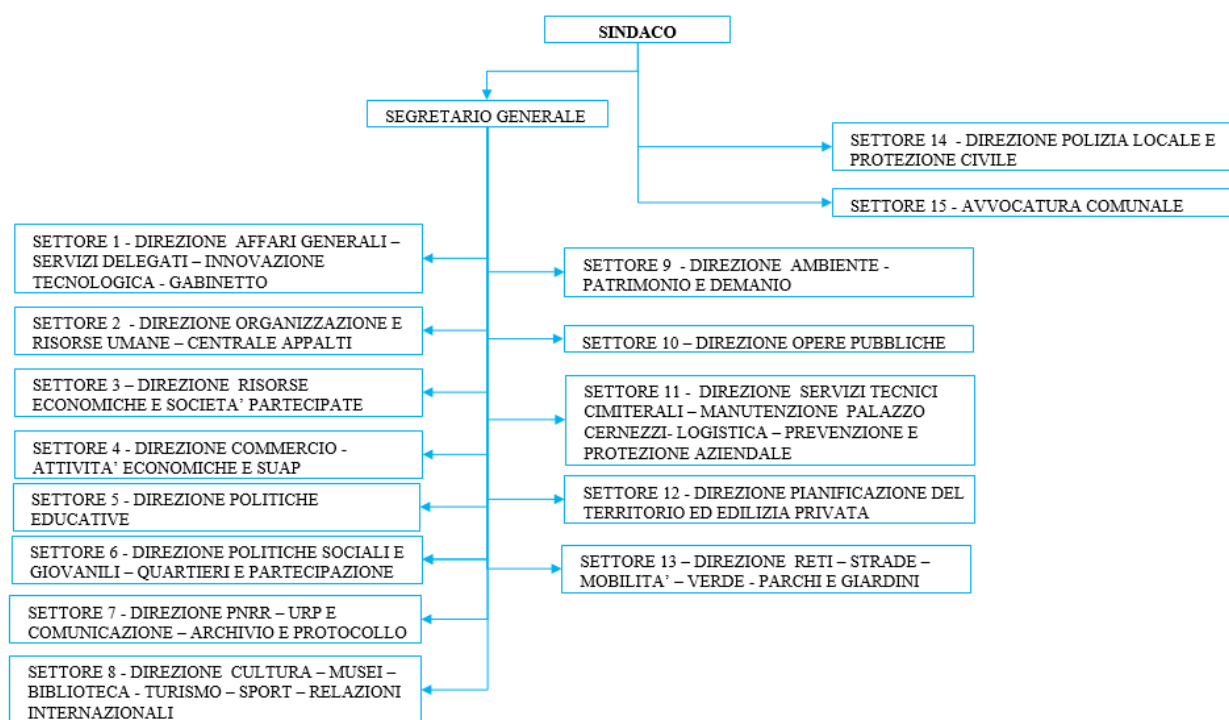 SINDACO
SEGRETARIO GENERALE
SETTORE 14 - DIREZIONE POLIZIA LOCALE E
PROTEZIONE CIVILE
SETTORE 15 - AVVOCATURA COMUNALE
SETTORE 1 - DIREZIONE AFFARI GENERALI –
SERVIZI DELEGATI – INNOVAZIONE
TECNOLOGICA - GABINETTO
SETTORE 2 - DIREZIONE ORGANIZZAZIONE E
RISORSE UMANE – CENTRALE APPALTI
SETTORE 3 – DIREZIONE RISORSE
ECONOMICHE E SOCIETA’ PARTECIPATE
SETTORE 4 - DIREZIONE COMMERCIO -
ATTIVITA’ ECONOMICHE E SUAP
SETTORE 5 - DIREZIONE POLITICHE
EDUCATIVE
SETTORE 6 - DIREZIONE POLITICHE SOCIALI E
GIOVANILI – QUARTIERI E PARTECIPAZIONE
SETTORE 7 - DIREZIONE PNRR – URP E
COMUNICAZIONE – ARCHIVIO E PROTOCOLLO
SETTORE 8 - DIREZIONE CULTURA – MUSEI –
BIBLIOTECA - TURISMO – SPORT – RELAZIONI
INTERNAZIONALI
SETTORE 9 - DIREZIONE AMBIENTE -
PATRIMONIO E DEMANIO
SETTORE 10 – DIREZIONE OPERE PUBBLICHE
SETTORE 11 - DIREZIONE SERVIZI TECNICI
CIMITERALI – MANUTENZIONE PALAZZO
CERNEZZI- LOGISTICA – PREVENZIONE E
PROTEZIONE AZIENDALE
SETTORE 12 - DIREZIONE PIANIFICAZIONE DEL
TERRITORIO ED EDILIZIA PRIVATA
SETTORE 13 – DIREZIONE RETI – STRADE –
MOBILITA’ – VERDE - PARCHI E GIARDINI